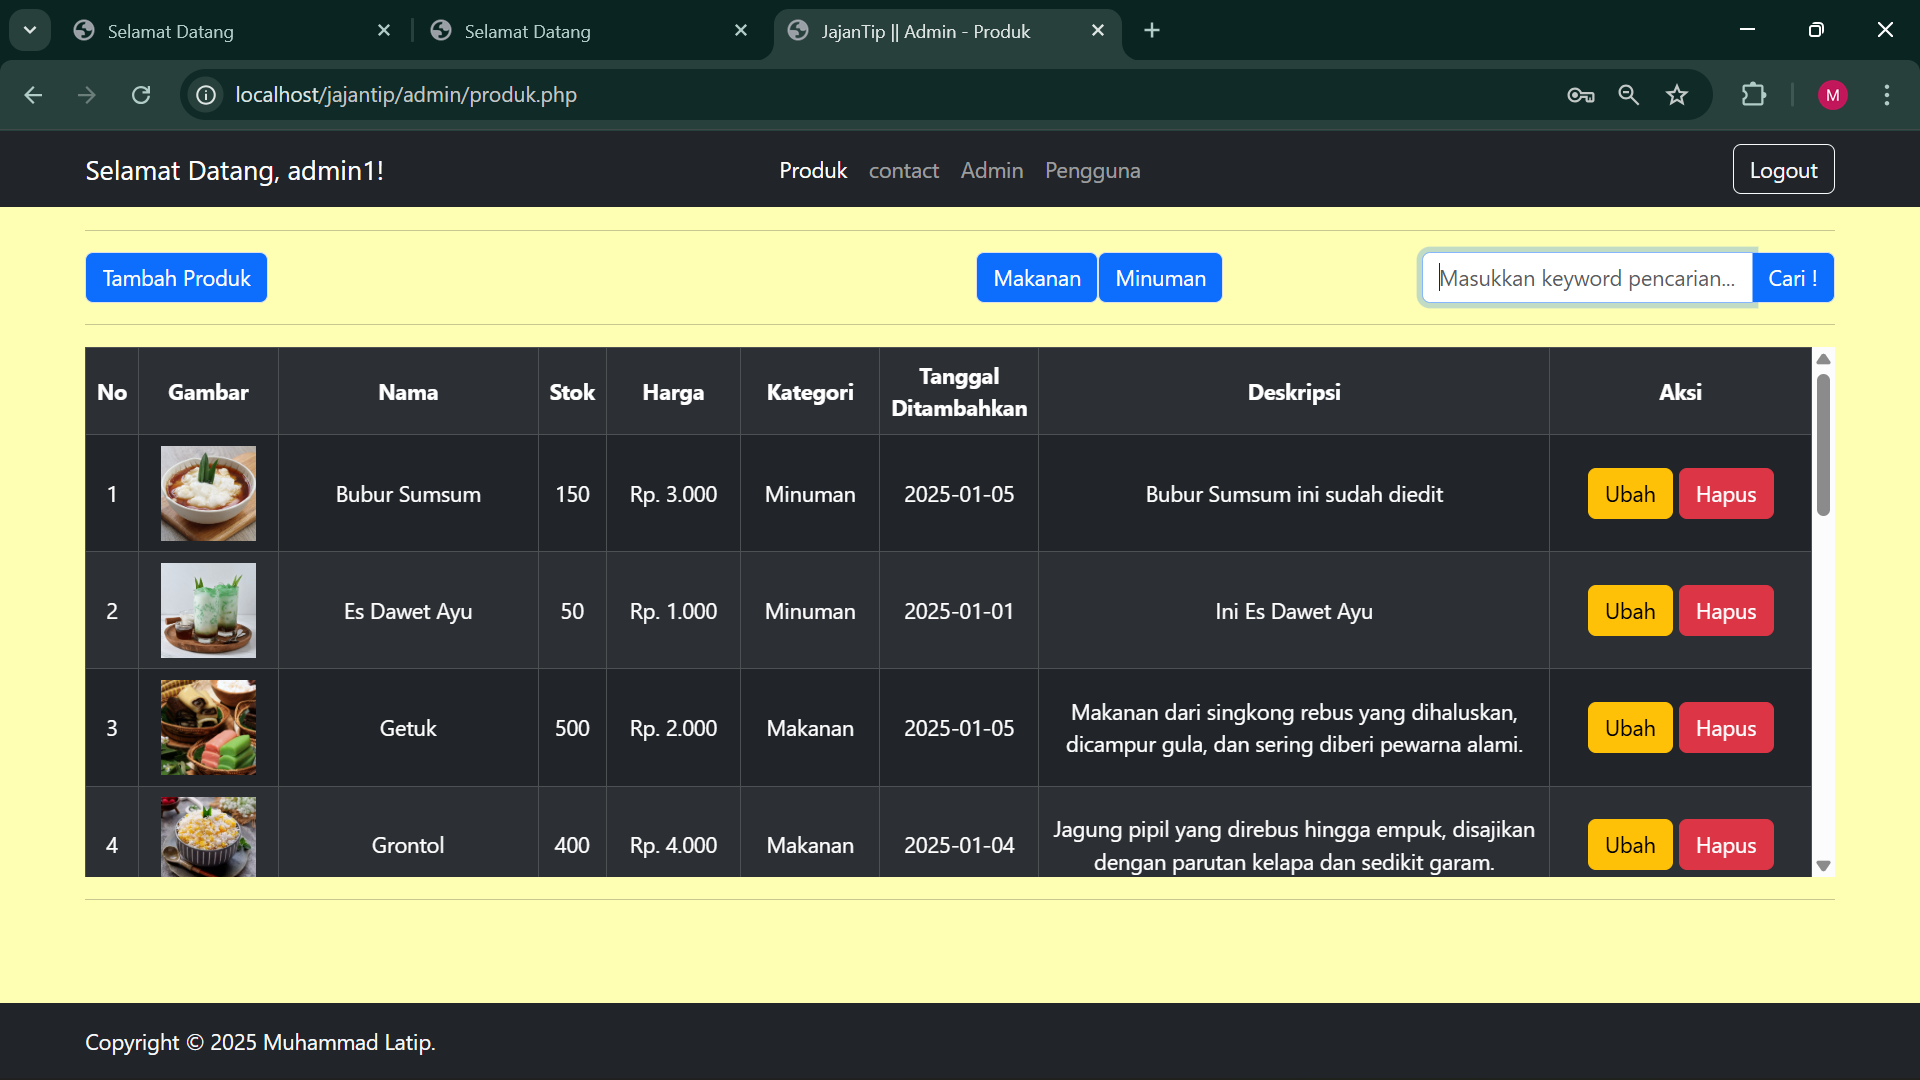 Selamat Datang
Selamat Datang
JajanTip || Admin - Produk
localhost/jajantip/admin/produk.php
M
Selamat Datang, admin1!
Produk contact Admin Pengguna
Logout
Tambah Produk
Makanan Minuman
Masukkan keyword pencarian... Cari !
No Gambar Nama Stok Harga Kategori Tanggal Ditambahkan Deskripsi Aksi
1 Bubur Sumsum 150 Rp. 3.000 Minuman 2025-01-05 Bubur Sumsum ini sudah diedit Ubah Hapus
2 Es Dawet Ayu 50 Rp. 1.000 Minuman 2025-01-01 Ini Es Dawet Ayu Ubah Hapus
3 Getuk 500 Rp. 2.000 Makanan 2025-01-05 Makanan dari singkong rebus yang dihaluskan,
dicampur gula, dan sering diberi pewarna alami. Ubah Hapus
4 Grontol 400 Rp. 4.000 Makanan 2025-01-04 Jagung pipil yang direbus hingga empuk, disajikan
dengan parutan kelapa dan sedikit garam. Ubah Hapus
Copyright © 2025 Muhammad Latip.